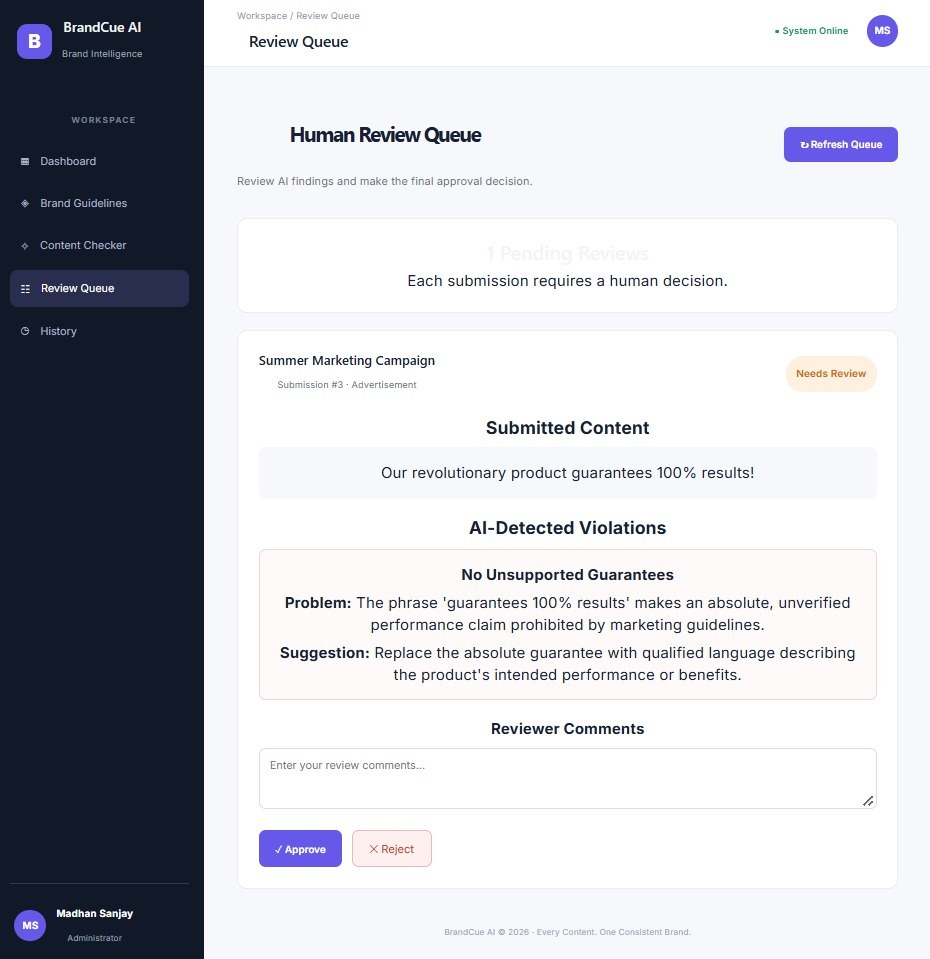 B
BrandCue AI
Brand Intelligence
WORKSPACE
Dashboard
Brand Guidelines
Content Checker
Review Queue
History
MS
Madhan Sanjay
Administrator
Workspace / Review Queue
Review Queue
System Online
MS
Human Review Queue
↻ Refresh Queue
Review AI findings and make the final approval decision.
1 Pending Reviews
Each submission requires a human decision.
Summer Marketing Campaign
Submission #3 · Advertisement
Needs Review
Submitted Content
Our revolutionary product guarantees 100% results!
AI-Detected Violations
No Unsupported Guarantees
Problem: The phrase 'guarantees 100% results' makes an absolute, unverified
performance claim prohibited by marketing guidelines.
Suggestion: Replace the absolute guarantee with qualified language describing
the product's intended performance or benefits.
Reviewer Comments
Enter your review comments...
✓ Approve
✕ Reject
BrandCue AI © 2026 · Every Content. One Consistent Brand.